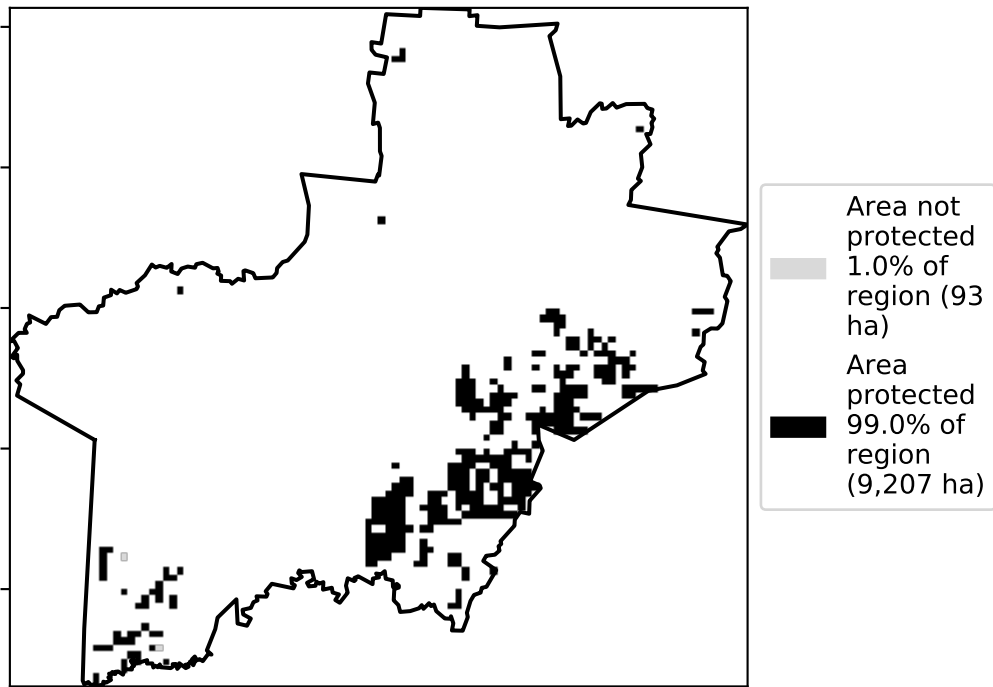 Area not
protected
1.0% of
region (93
ha)
Area
protected
99.0% of
region
(9,207 ha)